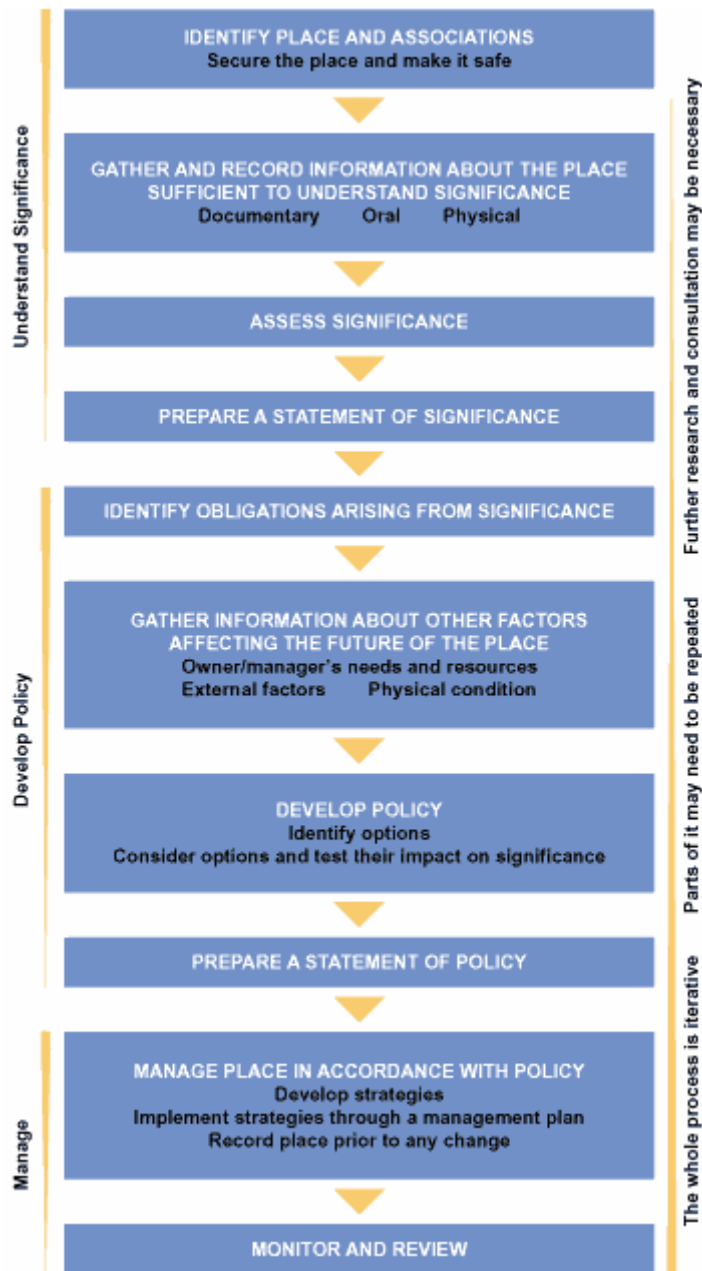 Understand Significance
IDENTIFY PLACE AND ASSOCIATIONS
Secure the place and make it safe
GATHER AND RECORD INFORMATION ABOUT THE PLACE
SUFFICIENT TO UNDERSTAND SIGNIFICANCE
Documentary Oral Physical
ASSESS SIGNIFICANCE
PREPARE A STATEMENT OF SIGNIFICANCE
Develop Policy
IDENTIFY OBLIGATIONS ARISING FROM SIGNIFICANCE
GATHER INFORMATION ABOUT OTHER FACTORS
AFFECTING THE FUTURE OF THE PLACE
Owner/manager's needs and resources
External factors Physical condition
DEVELOP POLICY
Identify options
Consider options and test their impact on significance
PREPARE A STATEMENT OF POLICY
Manage
MANAGE PLACE IN ACCORDANCE WITH POLICY
Develop strategies
Implement strategies through a management plan
Record place prior to any change
MONITOR AND REVIEW
The whole process is iterative Parts of it may need to be repeated Further research and consultation may be necessary